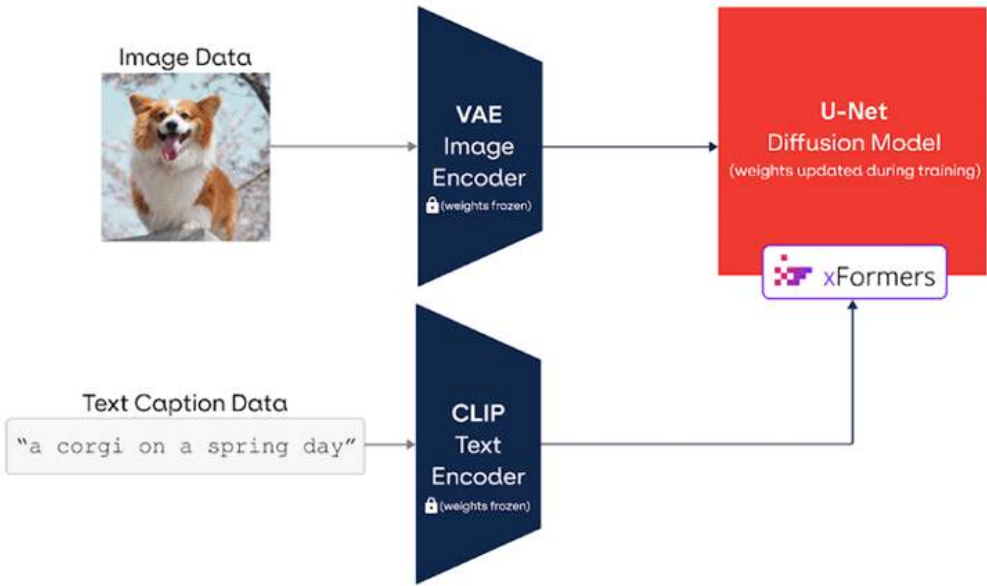 Image Data
VAE
Image
Encoder
(weights frozen)
U-Net
Diffusion Model
(weights updated during training)
xFormers
Text Caption Data
"a corgi on a spring day"
CLIP
Text
Encoder
(weights frozen)